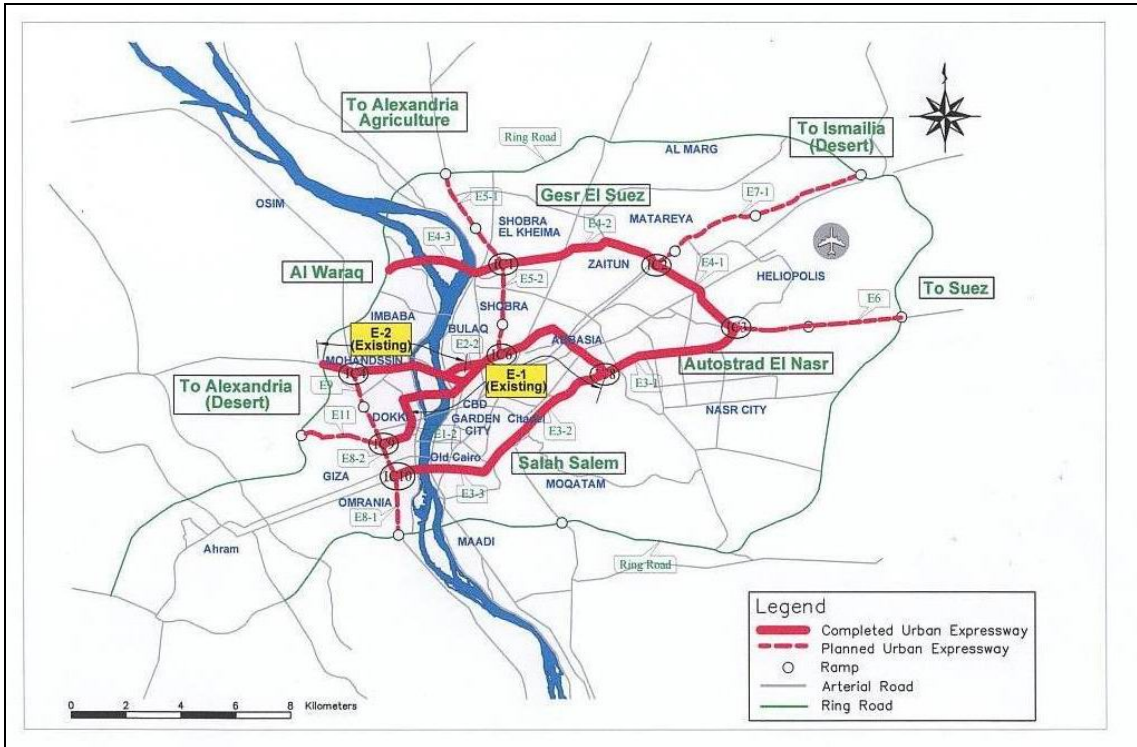 To Alexandria
Agriculture
To Ismailia
(Desert)
Ring Road
AL MARG
E5-1
Gesr El Suez
E7-1
OSIM
SHOBRA
EL KHEIMA
MATAREYA
E4-2
E4-3
Al Waraq
IC1
ZAITUN
IC2
E4-1
HELIOPOLIS
E5-2
To Suez
E6
SHOBRA
IMBABA
BULAQ
IC3
E-2
(Existing)
E2-2
ABBASIA
MOHANDSSIN
IC6
Autostrad El Nasr
E-1
(Existing)
To Alexandria
(Desert)
E9
E3-1
CBD
NASR CITY
E11
DOKKI
GARDEN
CITY
Citadel
E1-2
E3-2
IC9
E8-2
Old Cairo
Salah Salem
GIZA
IC10
MOQATAM
E3-3
OMRANIA
E8-1
MAADI
Ahram
Ring Road
Legend
Completed Urban Expressway
Planned Urban Expressway
Ramp
Arterial Road
Ring Road
0 2 4 6 8 Kilometers